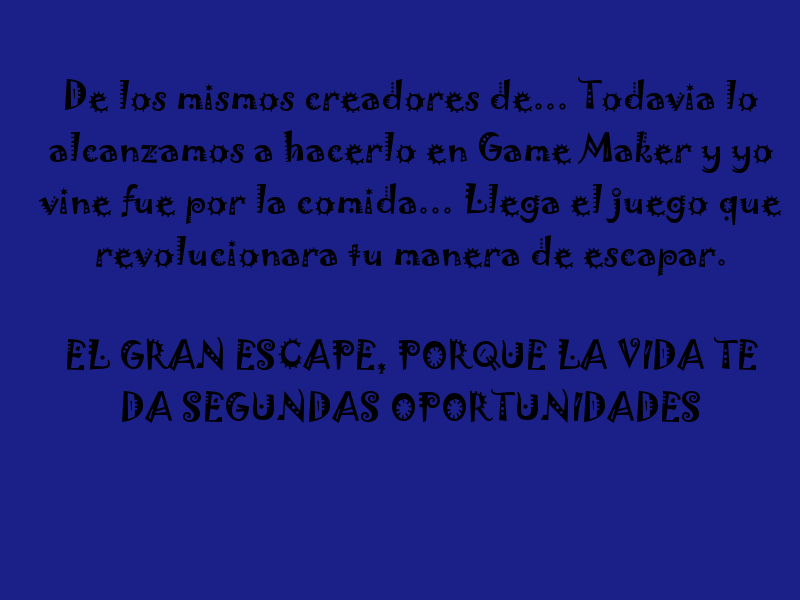 De los mismos creadores de... Todavia lo
alcanzamos a hacerlo en Game Maker y yo
vine fue por la comida... Llega el juego que
revolucionara tu manera de escapar.
EL GRAN ESCAPE, PORQUE LA VIDA TE
DA SEGUNDAS OPORTUNIDADES